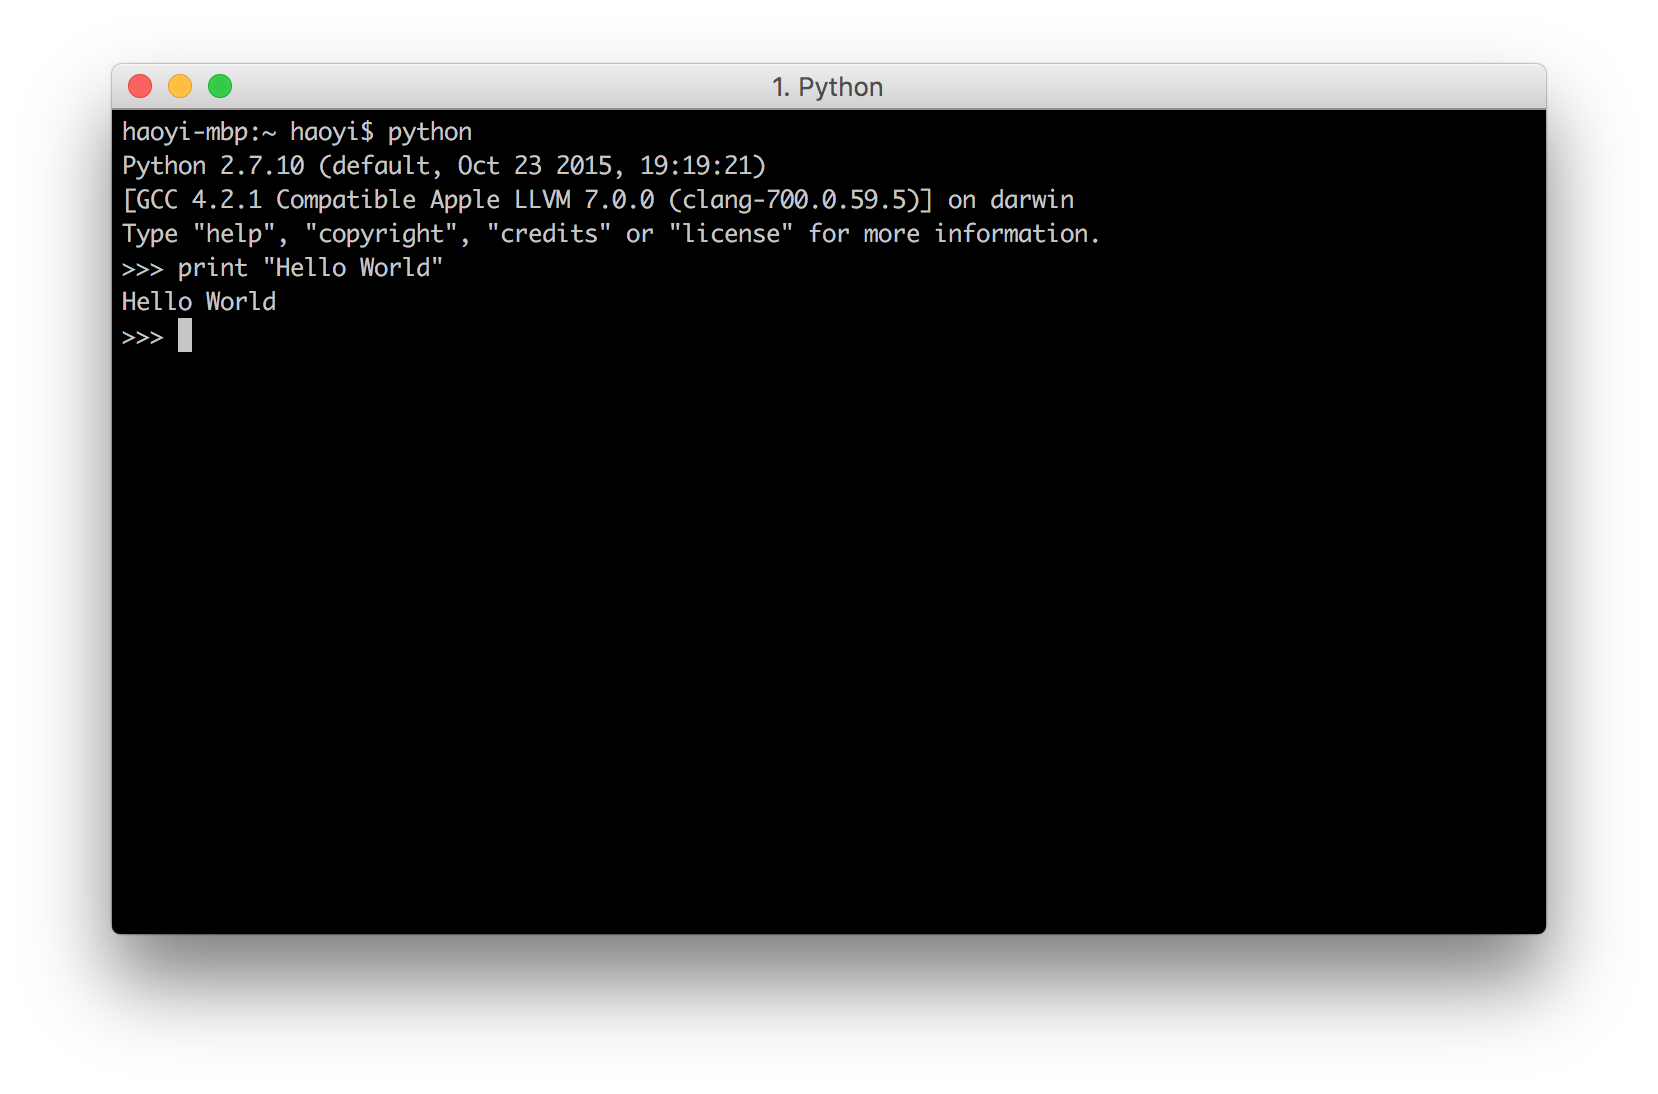 1. Python
haoyi-mbp:~ haoyi$ python
Python 2.7.10 (default, Oct 23 2015, 19:19:21)
[GCC 4.2.1 Compatible Apple LLVM 7.0.0 (clang-700.0.59.5)] on darwin
Type "help", "copyright", "credits" or "license" for more information.
>>> print "Hello World"
Hello World
>>>